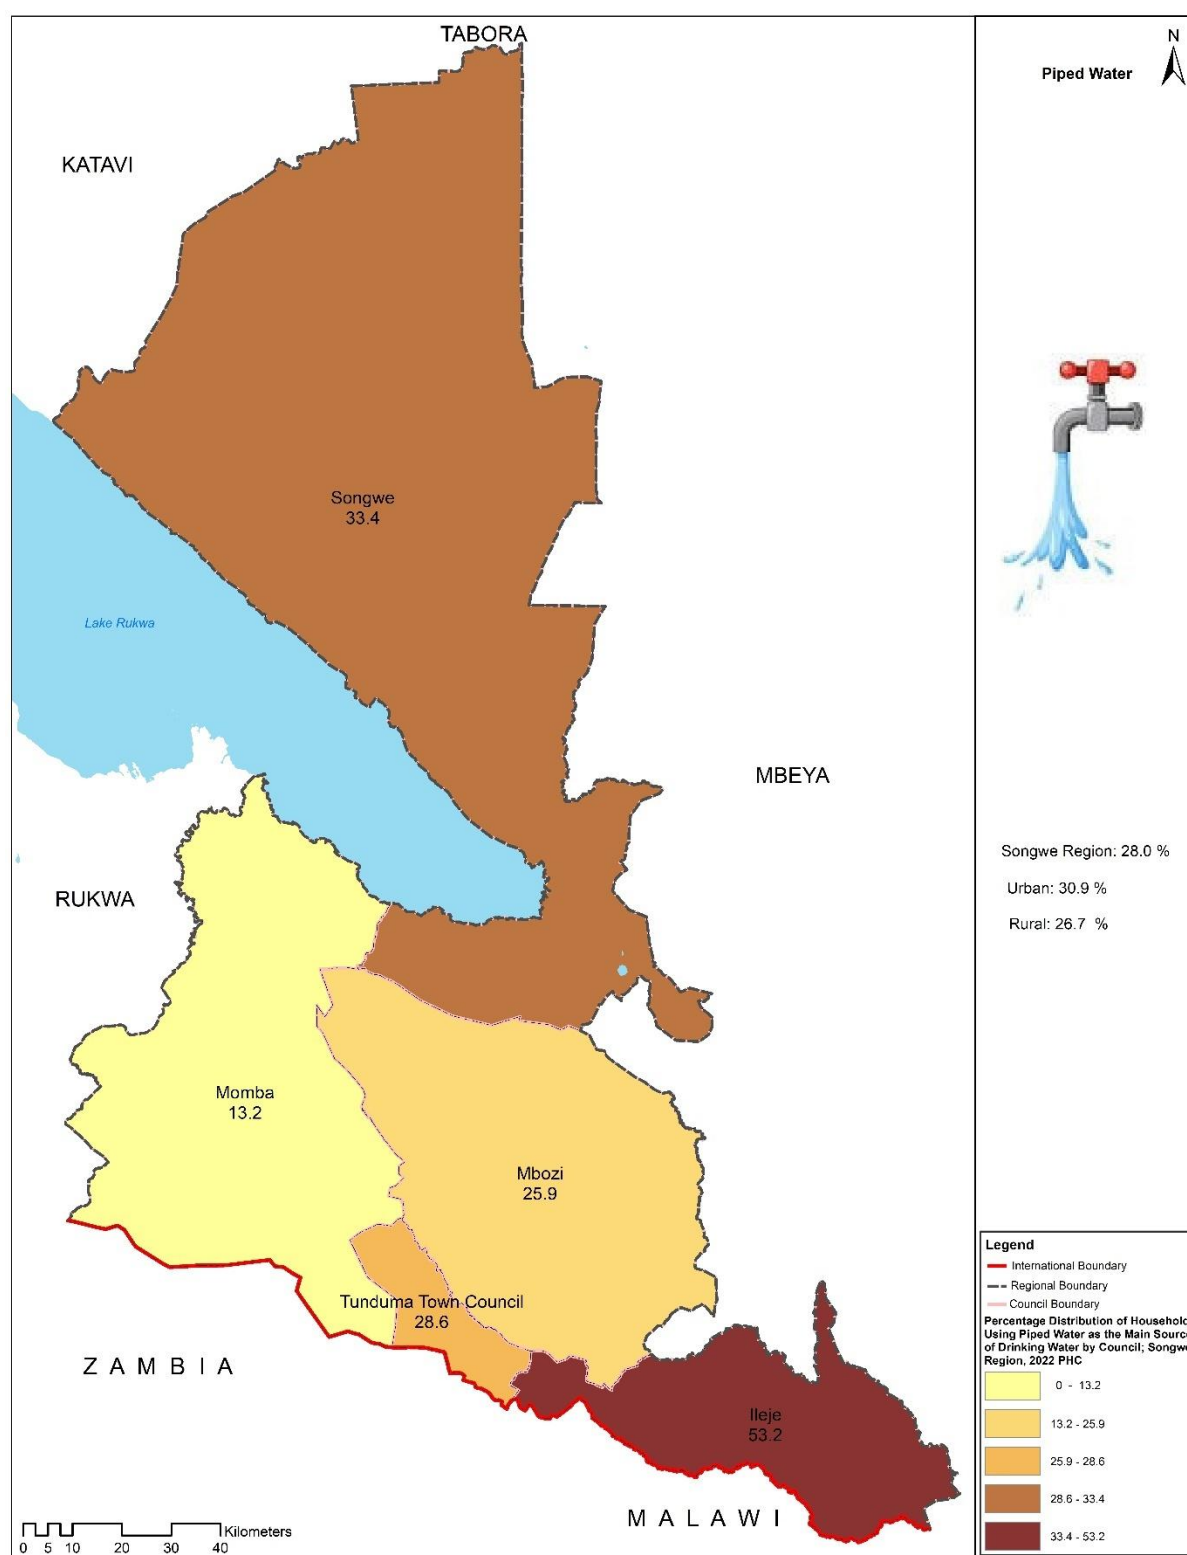 TABORA
N
Piped Water
KATAVI
Songwe
33.4
Lake Rukwa
MBEYA
Songwe Region: 28.0 %
RUKWA
Urban: 30.9 %
Rural: 26.7 %
Momba
13.2
Mbozi
25.9
Tunduma Town Council
28.6
ZAMBIA
Ileje
53.2
MALAWI
Kilometers
0 5 10 20 30 40
Legend
International Boundary
Regional Boundary
Council Boundary
Percentage Distribution of Household
Using Piped Water as the Main Source
of Drinking Water by Council; Songwe
Region, 2022 PHC
0 - 13.2
13.2 - 25.9
25.9 - 28.6
28.6 - 33.4
33.4 - 53.2